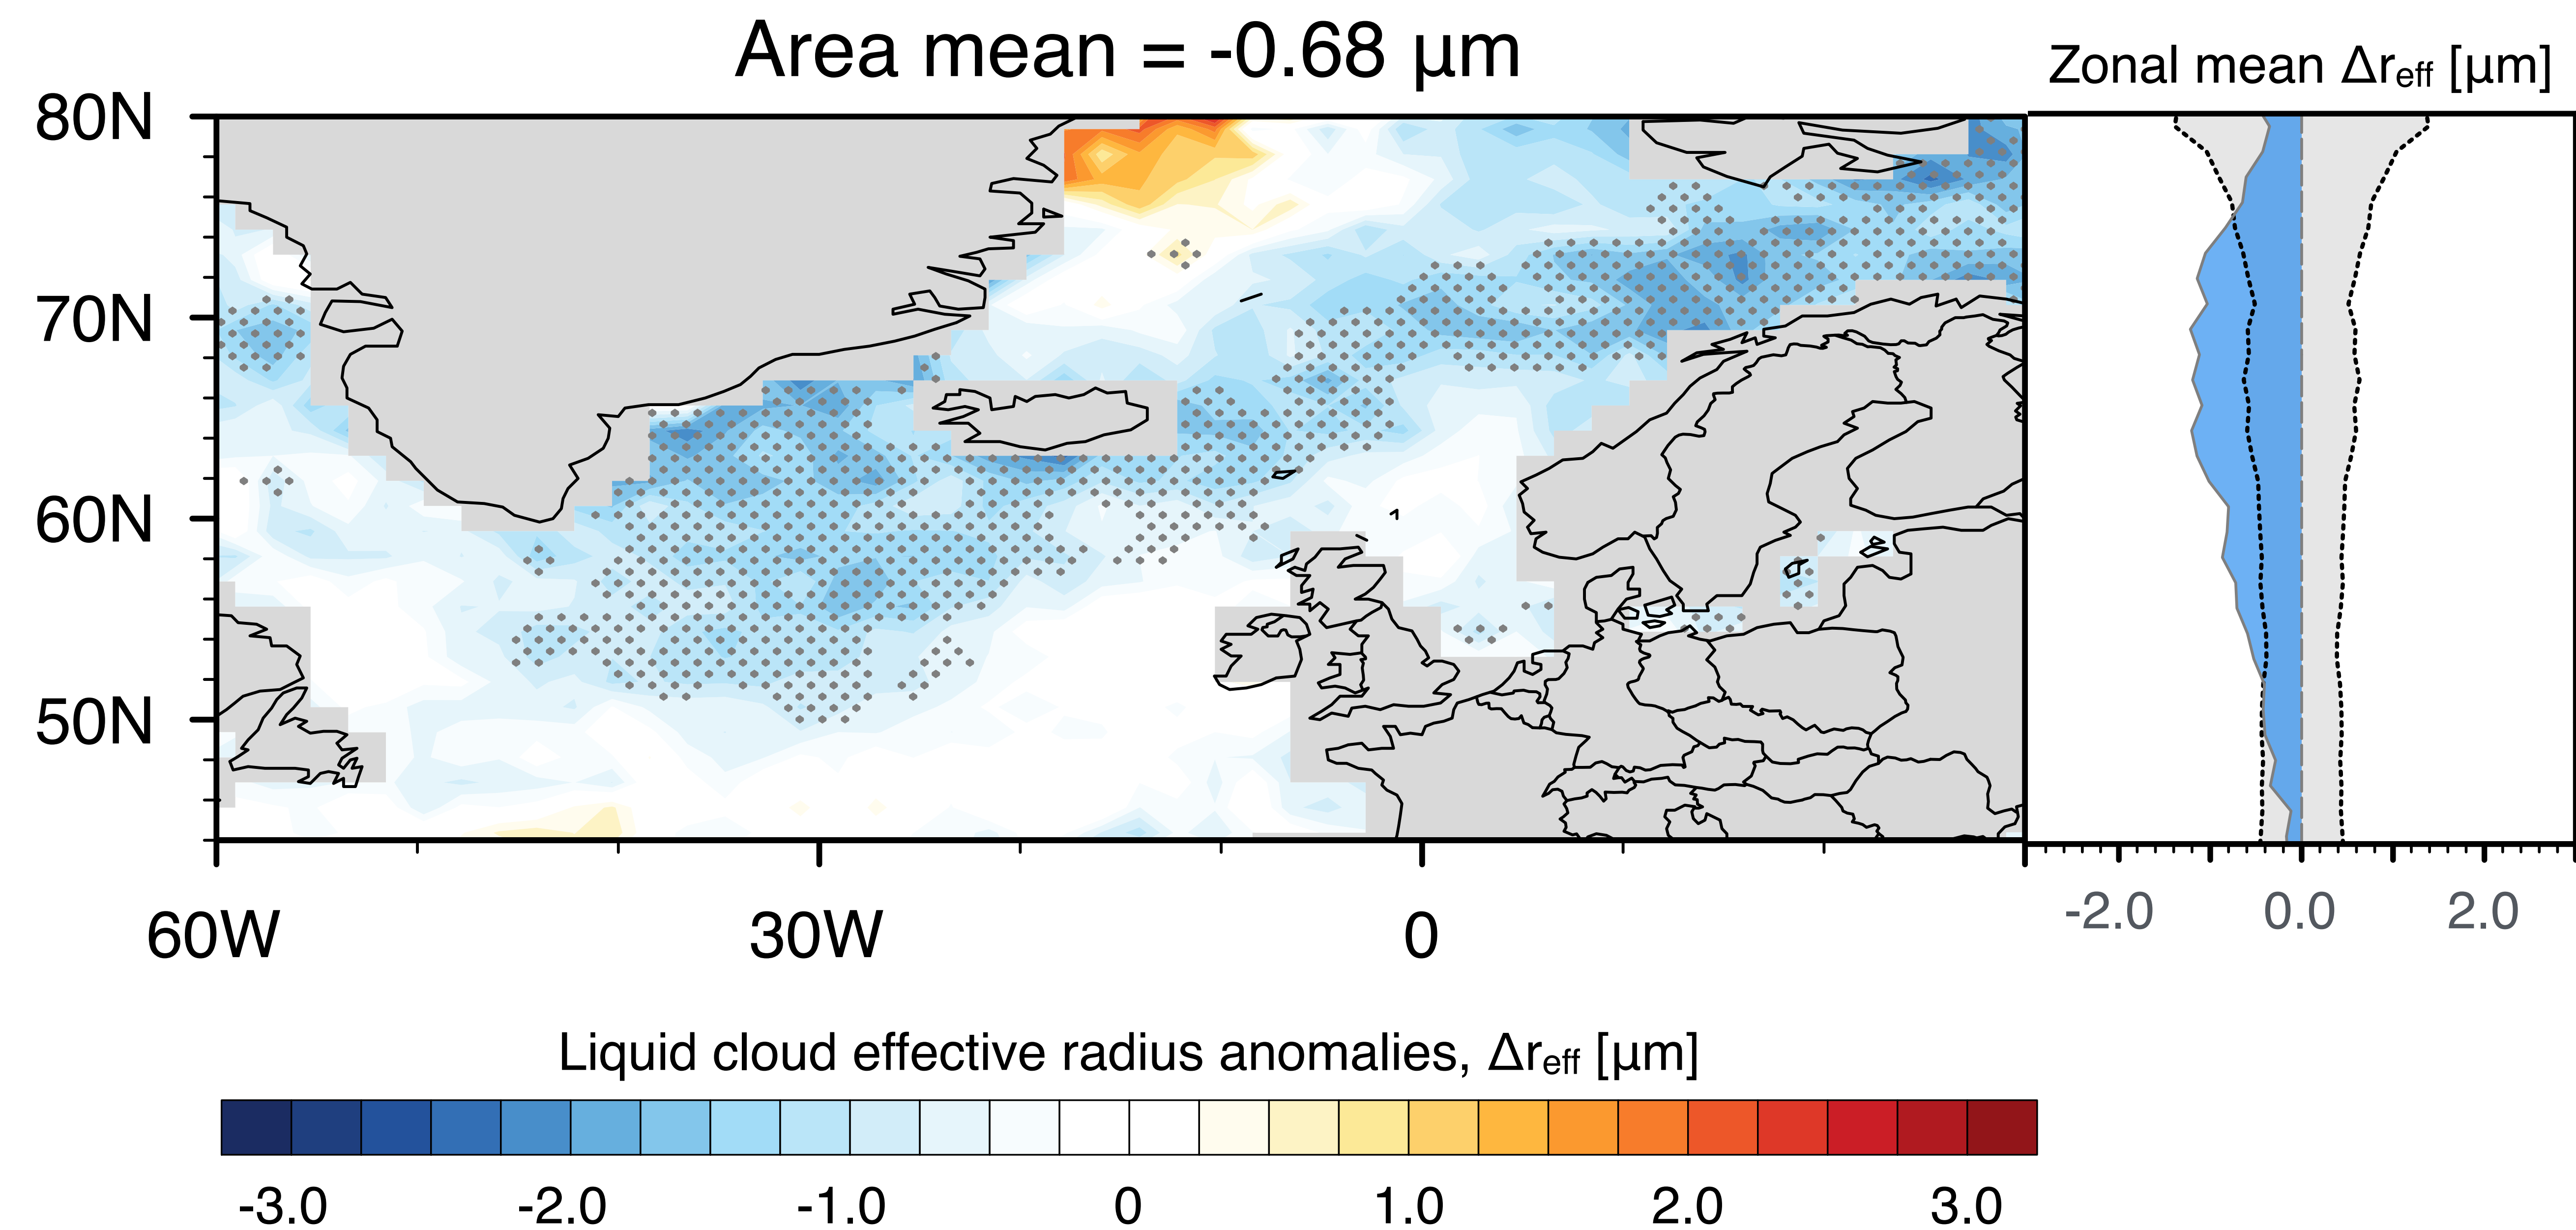 Area mean = -0.68 µm
Zonal mean Δreff [µm]
80N
70N
60N
50N
60W 30W 0
-2.0 0.0 2.0
Liquid cloud effective radius anomalies, Δreff [µm]
-3.0 -2.0 -1.0 0 1.0 2.0 3.0